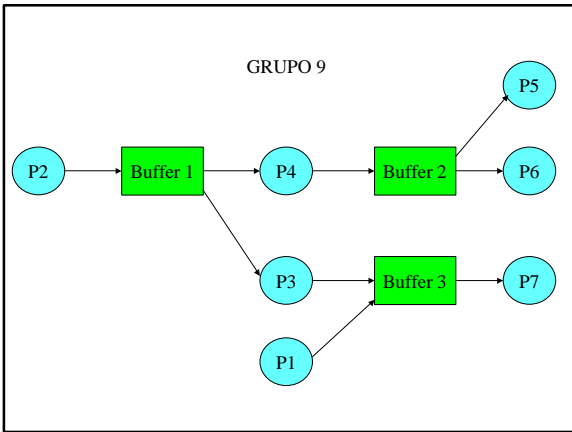 GRUPO 9
P5
P2
Buffer 1
P4
Buffer 2
P6
P3
Buffer 3
P7
P1